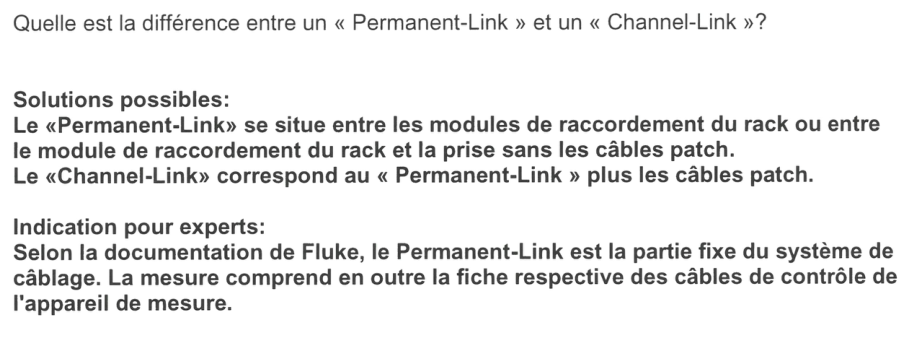 Quelle est la différence entre un « Permanent-Link » et un « Channel-Link »?
Solutions possibles:
Le «Permanent-Link» se situe entre les modules de raccordement du rack ou entre
le module de raccordement du rack et la prise sans les câbles patch.
Le «Channel-Link» correspond au « Permanent-Link » plus les câbles patch.
Indication pour experts:
Selon la documentation de Fluke, le Permanent-Link est la partie fixe du système de
câblage. La mesure comprend en outre la fiche respective des câbles de contrôle de
l'appareil de mesure.